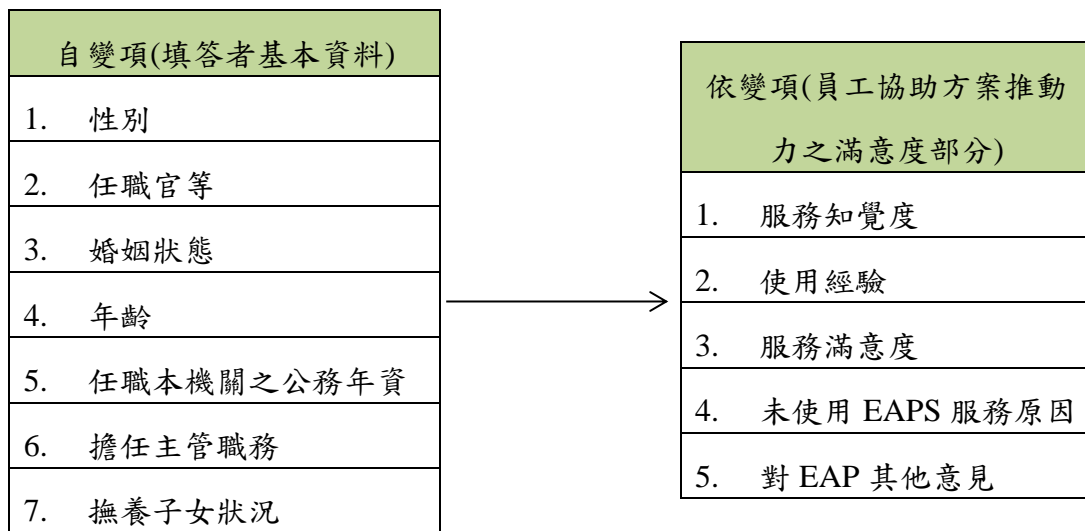 自變項(填答者基本資料)
1. 性別
2. 任職官等
3. 婚姻狀態
4. 年齡
5. 任職本機關之公務年資
6. 擔任主管職務
7. 撫養子女狀況
依變項(員工協助方案推動
力之滿意度部分)
1. 服務知覺度
2. 使用經驗
3. 服務滿意度
4. 未使用 EAPS 服務原因
5. 對 EAP 其他意見